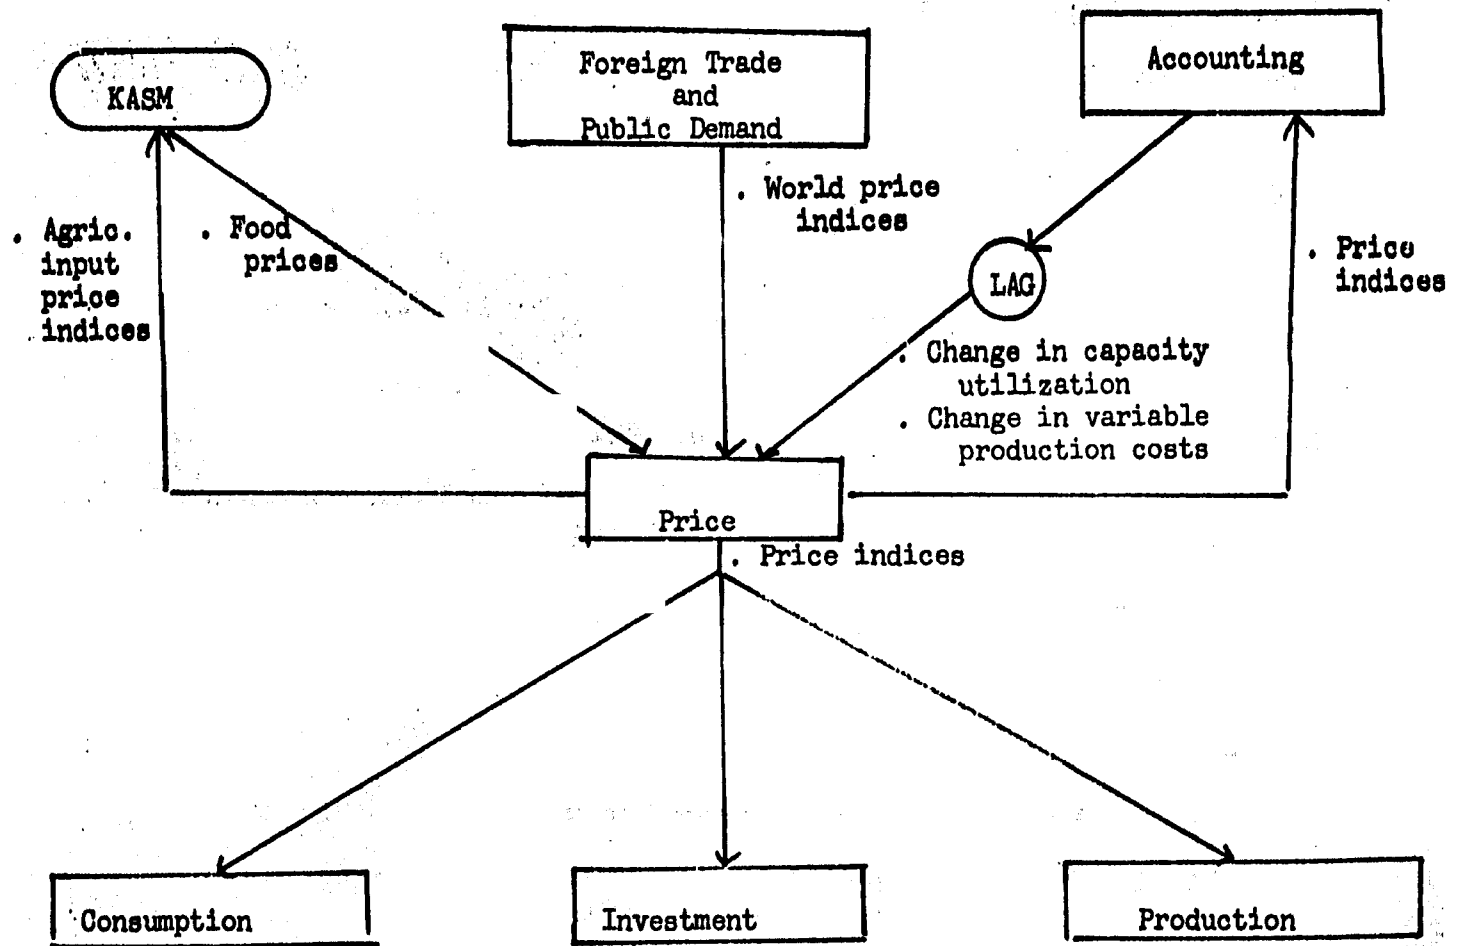 KASM
Foreign Trade
and
Public Demand
Accounting
. World price
indices
. Agric.
input
price
indices
. Food
prices
LAG
. Price
indices
. Change in capacity
utilization
. Change in variable
production costs
Price
. Price indices
Consumption
Investment
Production